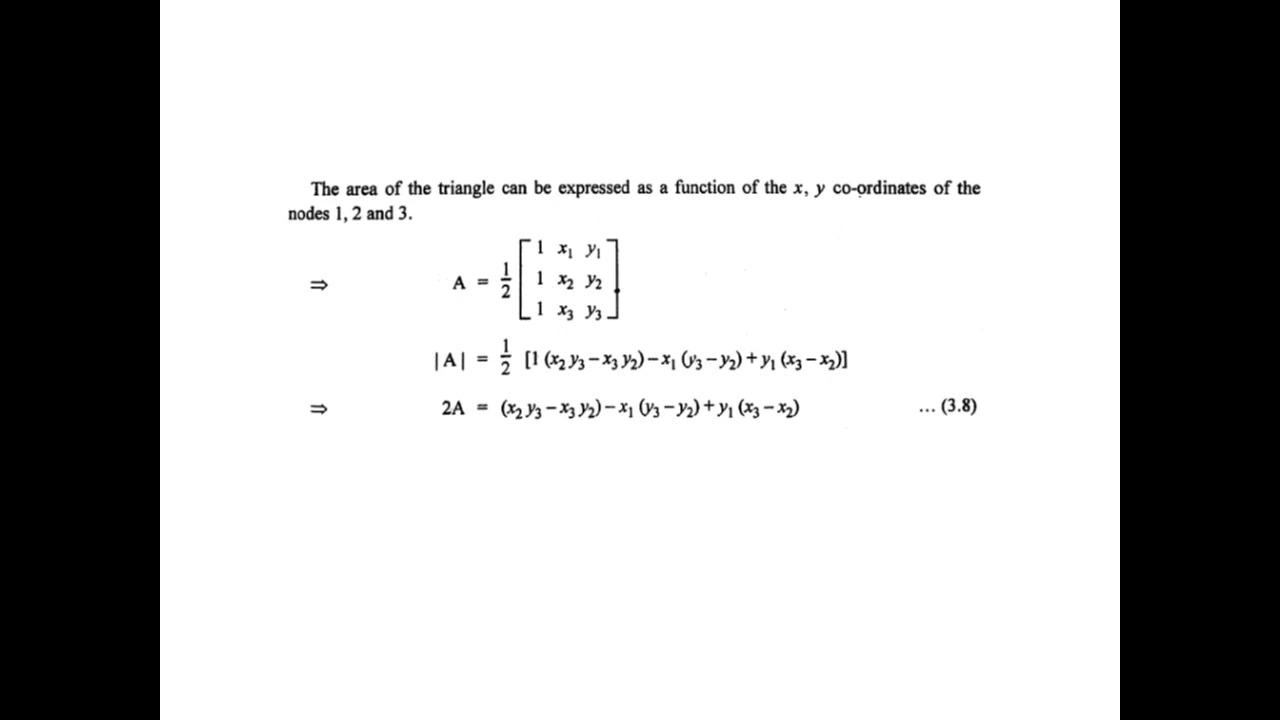 The area of the triangle can be expressed as a function of the x, y co-ordinates of the
nodes 1, 2 and 3.
⇒ A = 1/2 [ 1 x₁ y₁
1 x₂ y₂
1 x₃ y₃ ]
|A| = 1/2 [1 (x₂ y₃ − x₃ y₂) − x₁ (y₃ − y₂) + y₁ (x₃ − x₂)]
⇒ 2A = (x₂ y₃ − x₃ y₂) − x₁ (y₃ − y₂) + y₁ (x₃ − x₂) ... (3.8)